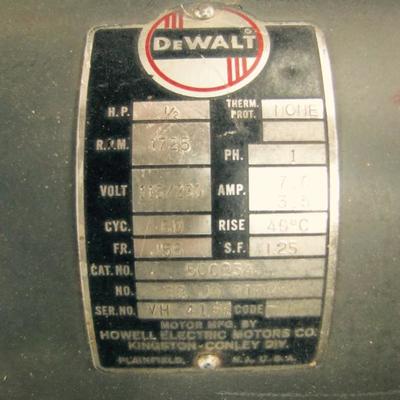 DeWALT
H.P. 1/2 THERM. PROT. NONE
R.P.M. 1725 PH. 1
VOLT 115/230 AMP. 7.0 3.5
CYC. 60 RISE 40°C
FR. S.F. 1.25
CAT. NO.
NO.
SER. NO. VH CODE
MOTOR MFG. BY
HOWELL ELECTRIC MOTORS CO.
KINGSTON-CONLEY DIV.
PLAINFIELD, N.J. U.S.A.